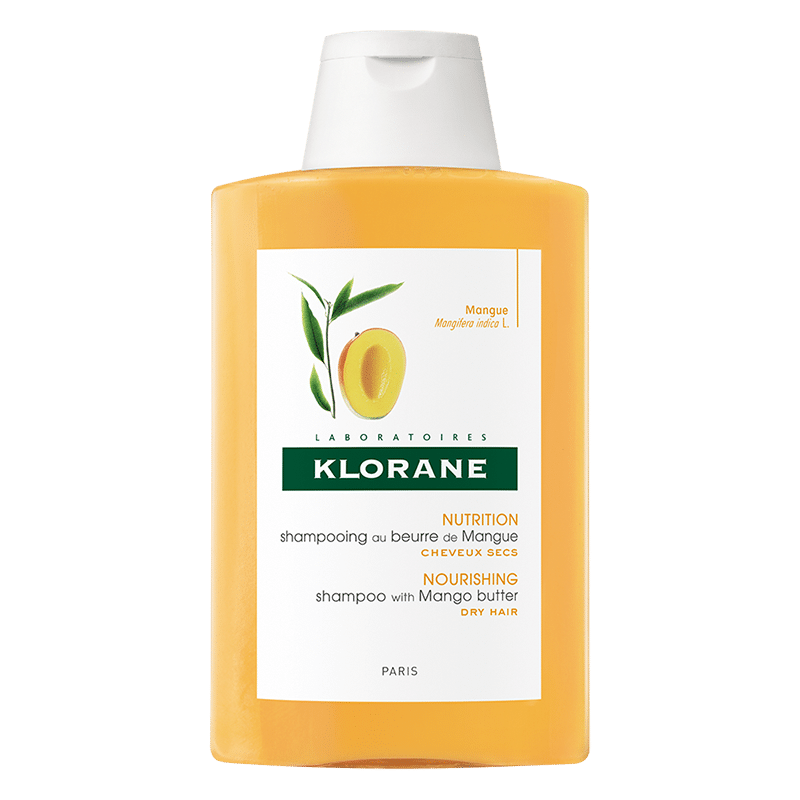 Mangue
Mangifera indica L.
LABORATOIRES
KLORANE
NUTRITION
shampooing au beurre de Mangue
CHEVEUX SECS
NOURISHING
shampoo with Mango butter
DRY HAIR
PARIS